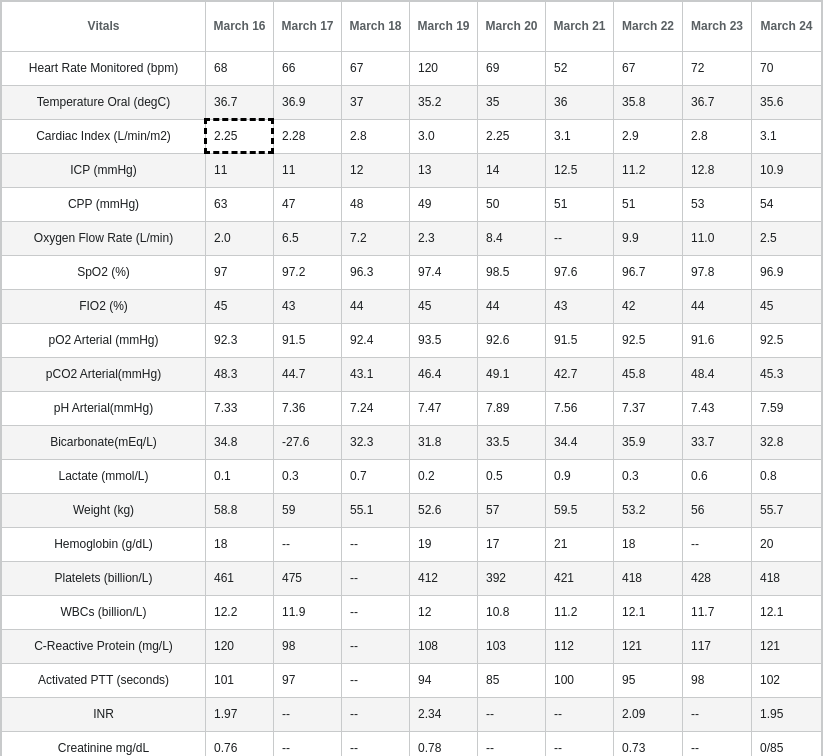 Vitals March 16 March 17 March 18 March 19 March 20 March 21 March 22 March 23 March 24
Heart Rate Monitored (bpm) 68 66 67 120 69 52 67 72 70
Temperature Oral (degC) 36.7 36.9 37 35.2 35 36 35.8 36.7 35.6
Cardiac Index (L/min/m2) 2.25 2.28 2.8 3.0 2.25 3.1 2.9 2.8 3.1
ICP (mmHg) 11 11 12 13 14 12.5 11.2 12.8 10.9
CPP (mmHg) 63 47 48 49 50 51 51 53 54
Oxygen Flow Rate (L/min) 2.0 6.5 7.2 2.3 8.4 -- 9.9 11.0 2.5
SpO2 (%) 97 97.2 96.3 97.4 98.5 97.6 96.7 97.8 96.9
FIO2 (%) 45 43 44 45 44 43 42 44 45
pO2 Arterial (mmHg) 92.3 91.5 92.4 93.5 92.6 91.5 92.5 91.6 92.5
pCO2 Arterial(mmHg) 48.3 44.7 43.1 46.4 49.1 42.7 45.8 48.4 45.3
pH Arterial(mmHg) 7.33 7.36 7.24 7.47 7.89 7.56 7.37 7.43 7.59
Bicarbonate(mEq/L) 34.8 -27.6 32.3 31.8 33.5 34.4 35.9 33.7 32.8
Lactate (mmol/L) 0.1 0.3 0.7 0.2 0.5 0.9 0.3 0.6 0.8
Weight (kg) 58.8 59 55.1 52.6 57 59.5 53.2 56 55.7
Hemoglobin (g/dL) 18 -- -- 19 17 21 18 -- 20
Platelets (billion/L) 461 475 -- 412 392 421 418 428 418
WBCs (billion/L) 12.2 11.9 -- 12 10.8 11.2 12.1 11.7 12.1
C-Reactive Protein (mg/L) 120 98 -- 108 103 112 121 117 121
Activated PTT (seconds) 101 97 -- 94 85 100 95 98 102
INR 1.97 -- -- 2.34 -- -- 2.09 -- 1.95
Creatinine mg/dL 0.76 -- -- 0.78 -- -- 0.73 -- 0/85